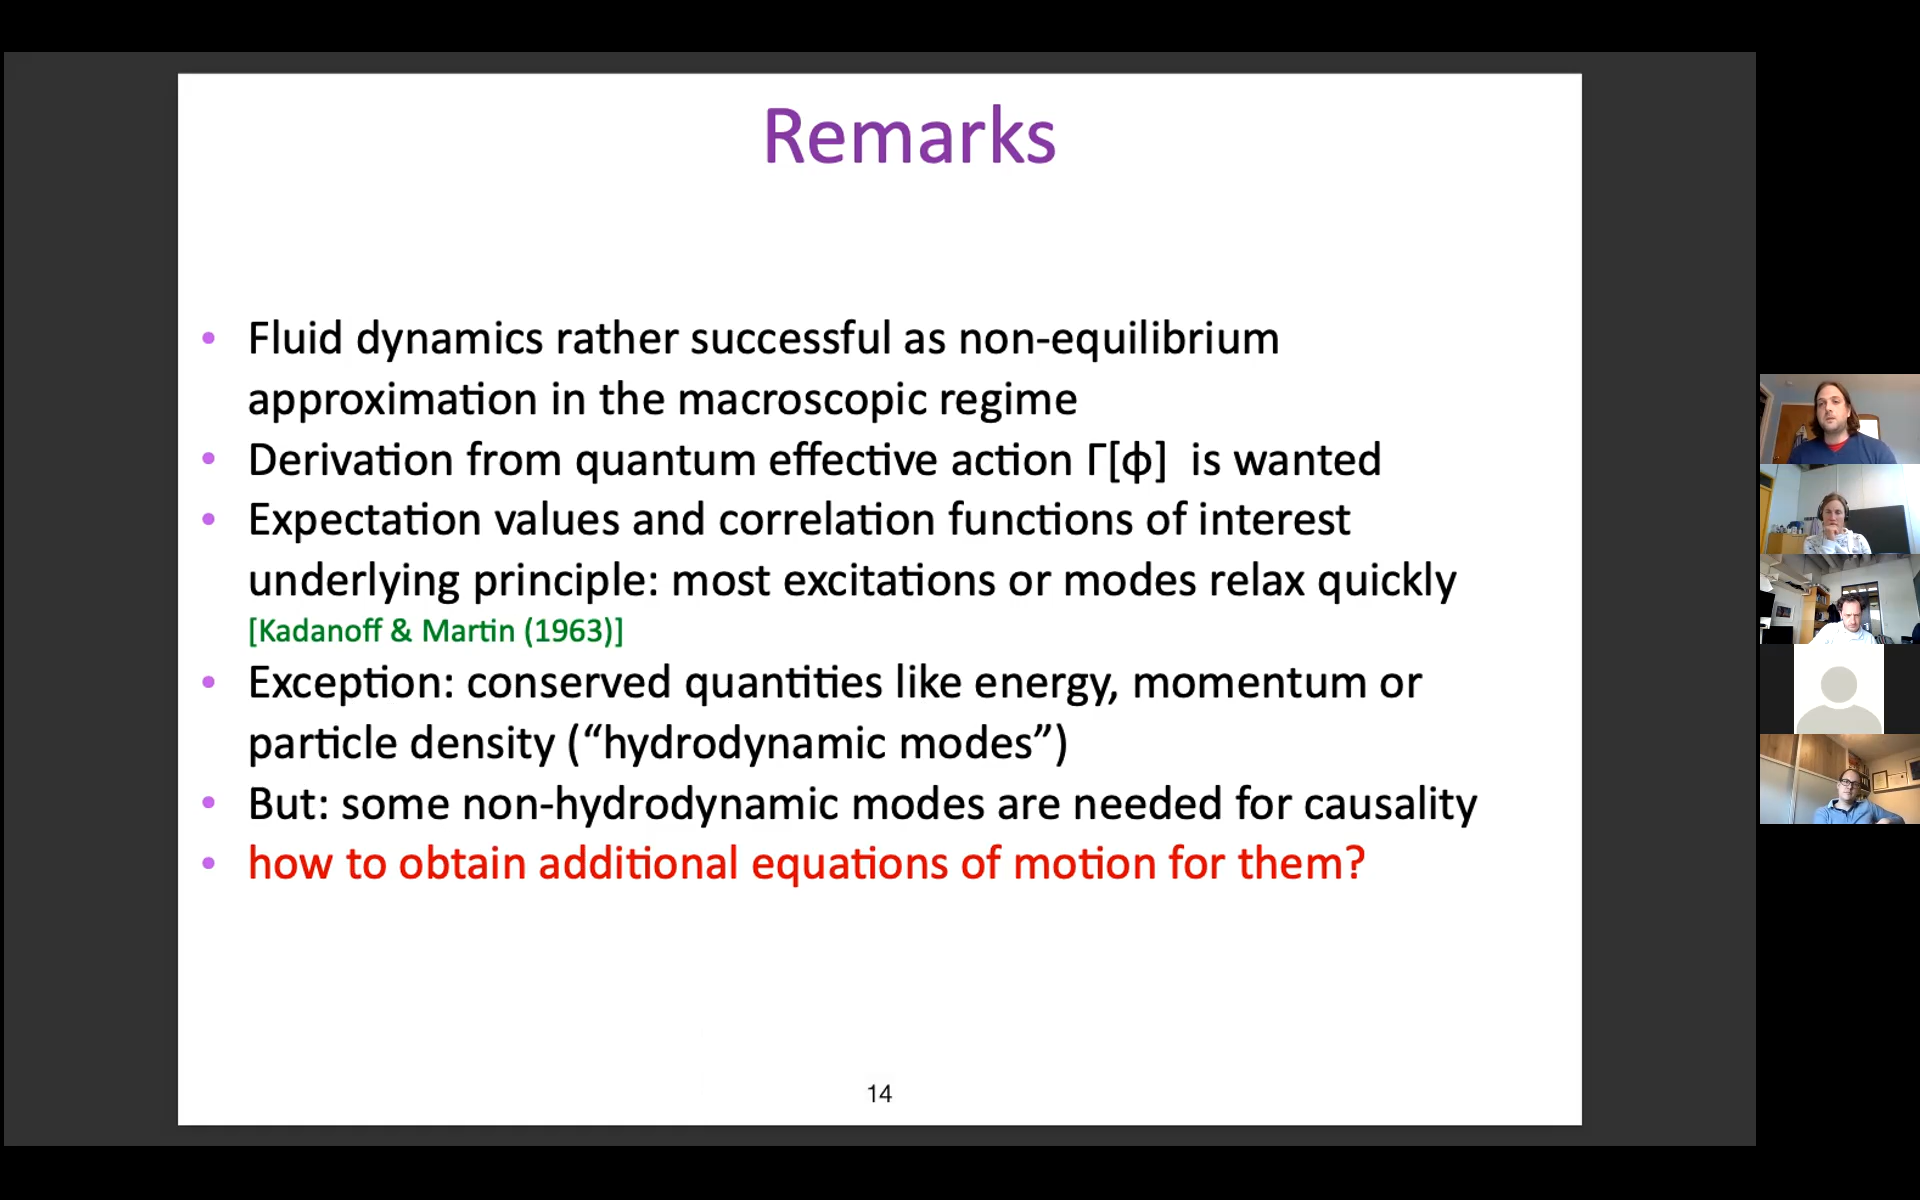 Remarks
• Fluid dynamics rather successful as non-equilibrium
approximation in the macroscopic regime
• Derivation from quantum effective action Γ[ϕ] is wanted
• Expectation values and correlation functions of interest
underlying principle: most excitations or modes relax quickly
[Kadanoff & Martin (1963)]
• Exception: conserved quantities like energy, momentum or
particle density (“hydrodynamic modes”)
• But: some non-hydrodynamic modes are needed for causality
• how to obtain additional equations of motion for them?
14